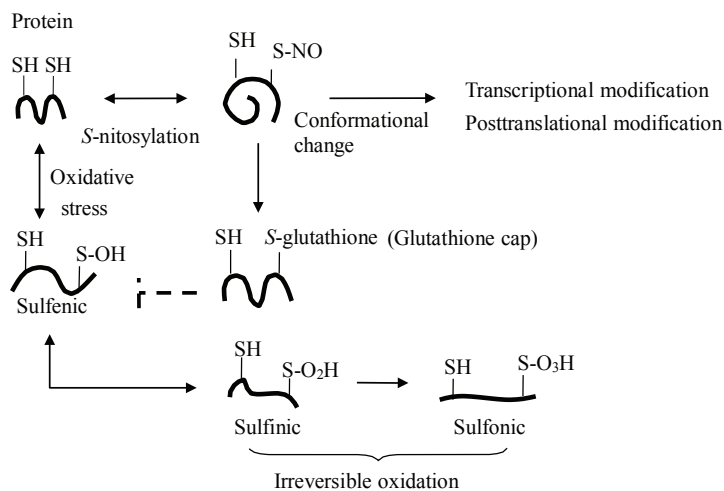 Protein
SH SH
SH
S-NO
S-nitosylation
Conformational
change
Transcriptional modification
Posttranslational modification
Oxidative
stress
SH
S-OH
Sulfenic
SH
S-glutathione (Glutathione cap)
SH
S-O2H
Sulfinic
SH
S-O3H
Sulfonic
Irreversible oxidation